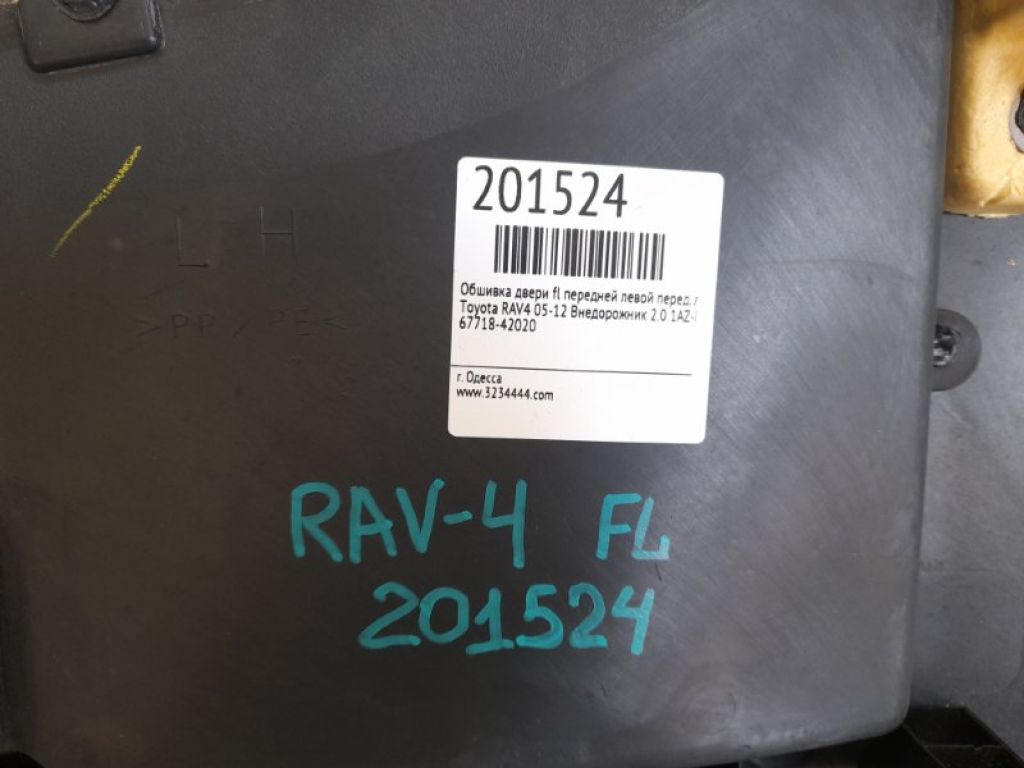 L H
>PP/PE<
201524
Обшивка двери fl передней левой перед. л
Toyota RAV4 05-12 Внедорожник 2.0 1AZ-
67718-42020
г. Одесса
www.3234444.com
RAV-4 FL
201524